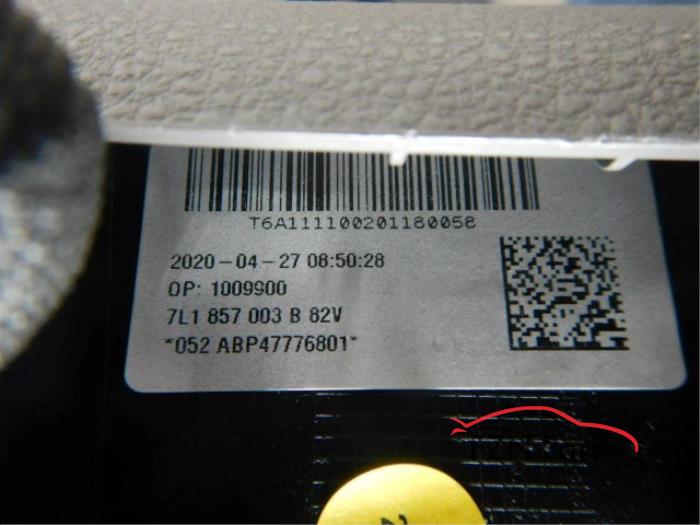 T6A111100201180058
2020-04-27 08:50:28
OP: 1009900
7L1 857 003 B 82V
*052 ABP47776801*